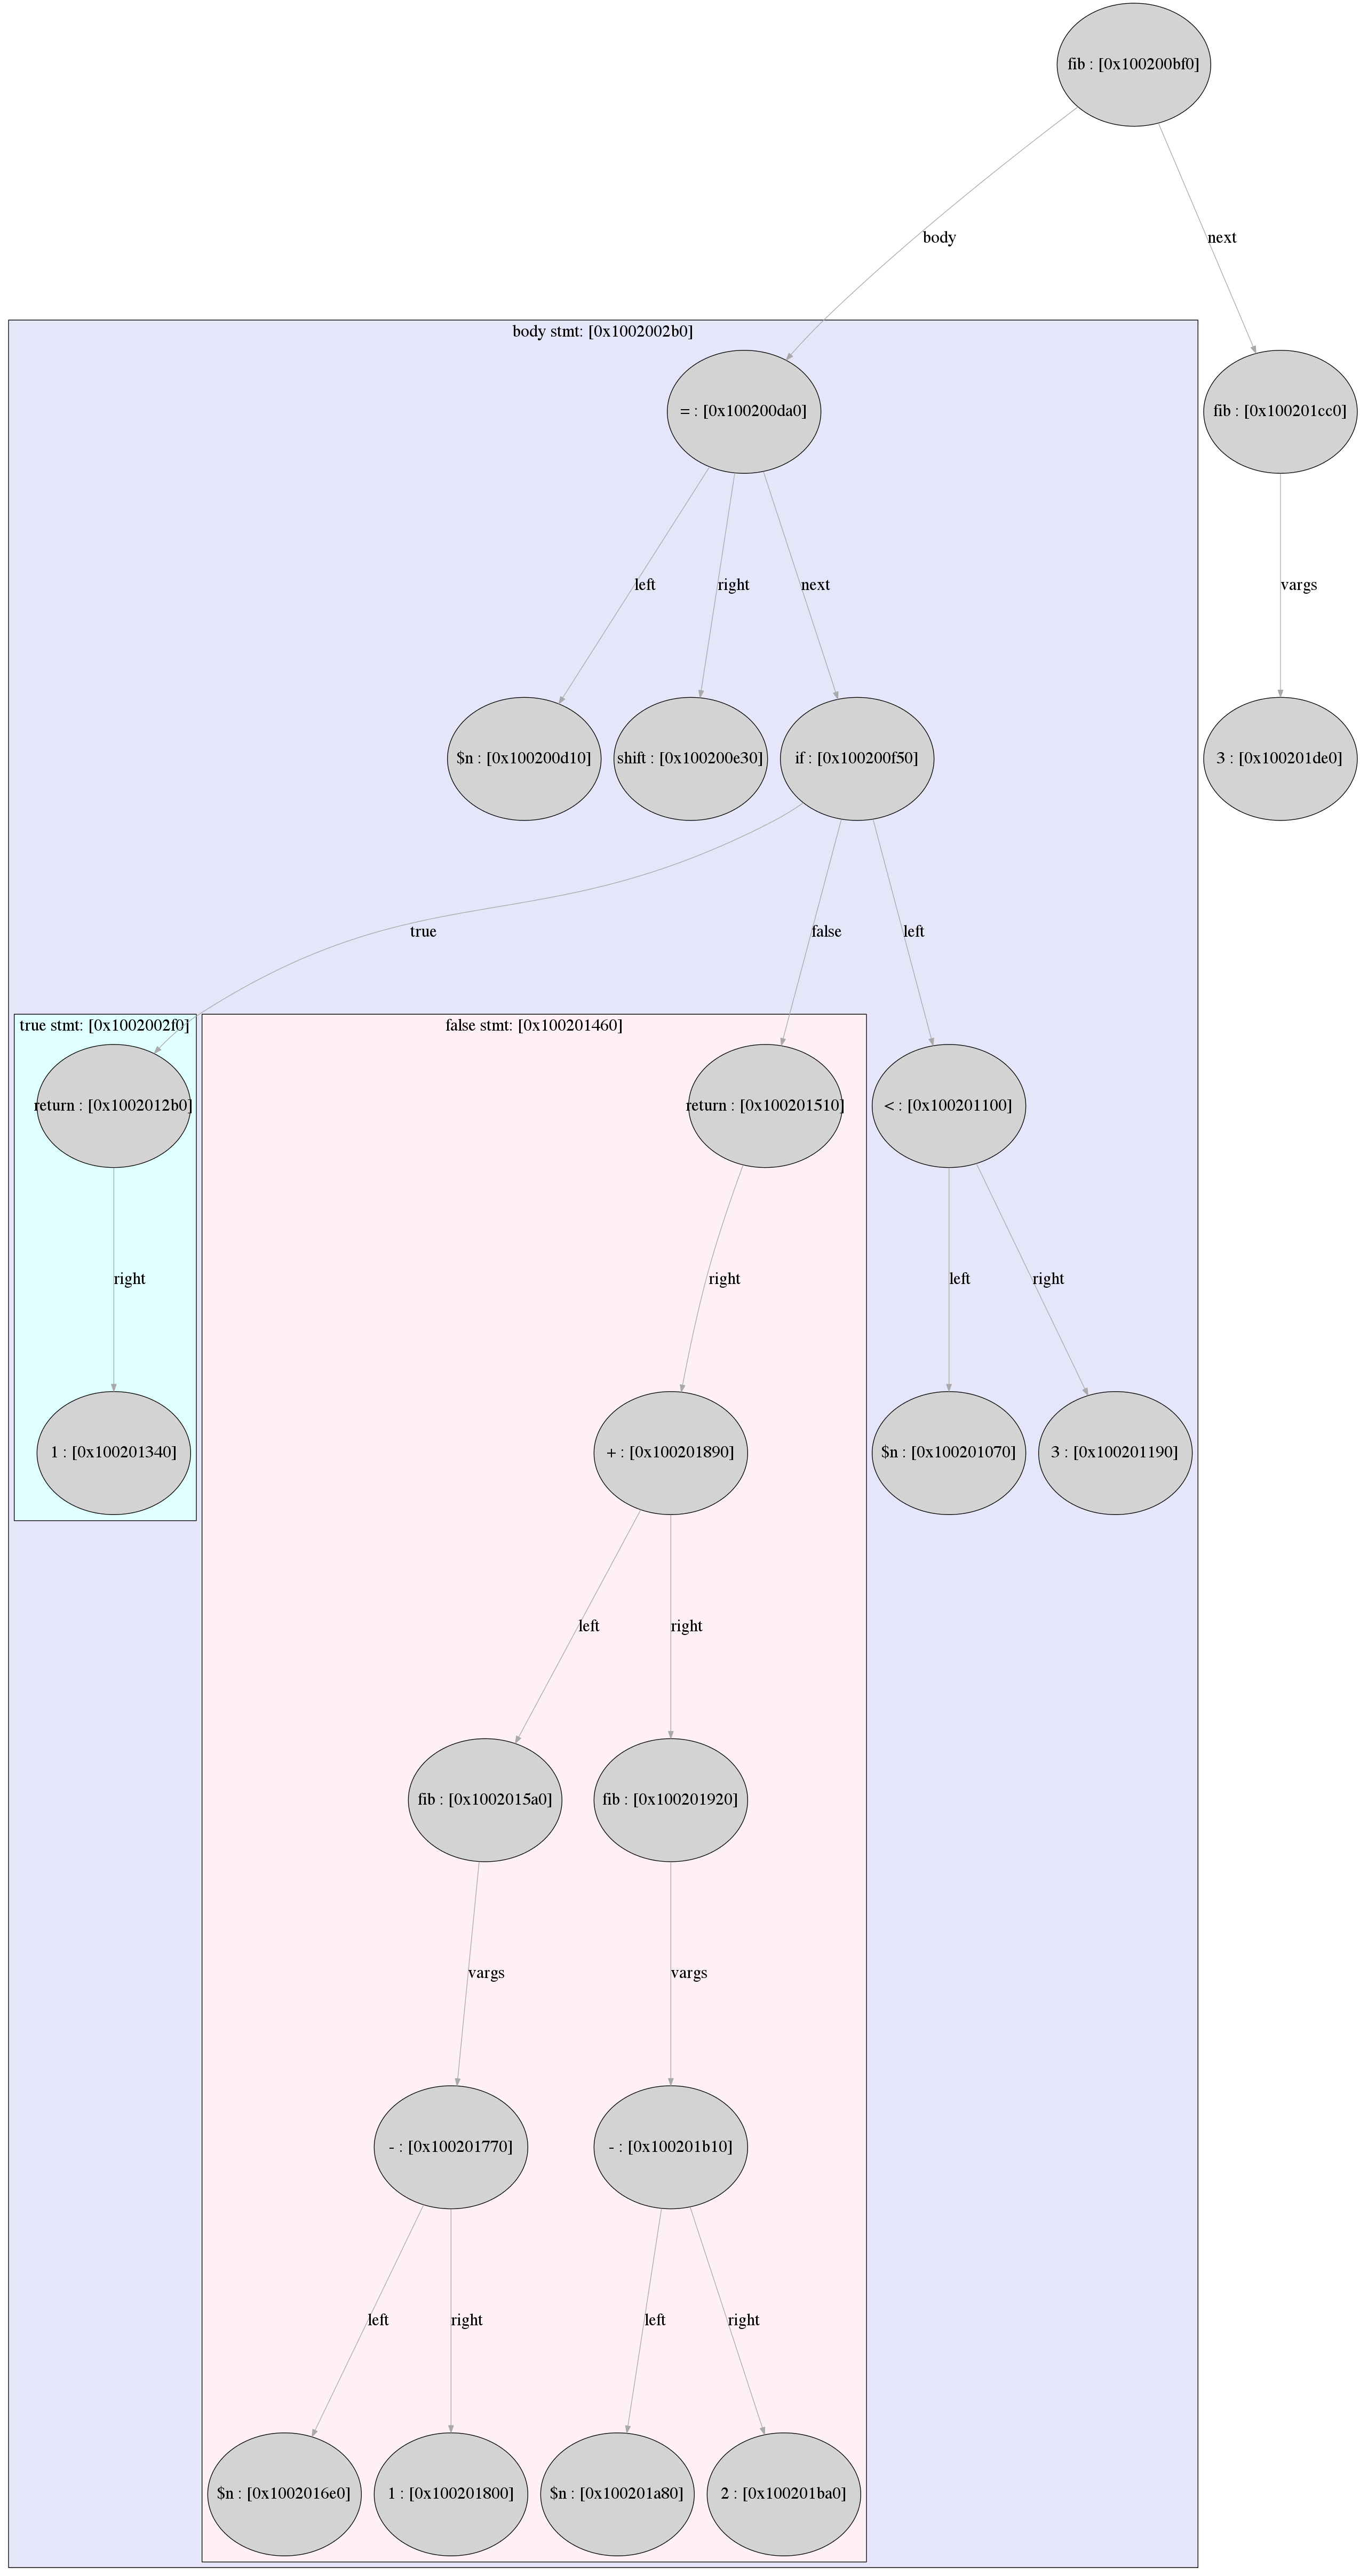 fib : [0x100200bf0]
body
next
body stmt: [0x1002002b0]
= : [0x100200da0]
fib : [0x100201cc0]
left
right
next
vargs
$n : [0x100200d10]
shift : [0x100200e30]
if : [0x100200f50]
3 : [0x100201de0]
true
false
left
true stmt: [0x1002002f0]
false stmt: [0x100201460]
return : [0x1002012b0]
return : [0x100201510]
< : [0x100201100]
right
right
left
right
1 : [0x100201340]
+ : [0x100201890]
$n : [0x100201070]
3 : [0x100201190]
left
right
fib : [0x1002015a0]
fib : [0x100201920]
vargs
vargs
- : [0x100201770]
- : [0x100201b10]
left
right
left
right
$n : [0x1002016e0]
1 : [0x100201800]
$n : [0x100201a80]
2 : [0x100201ba0]